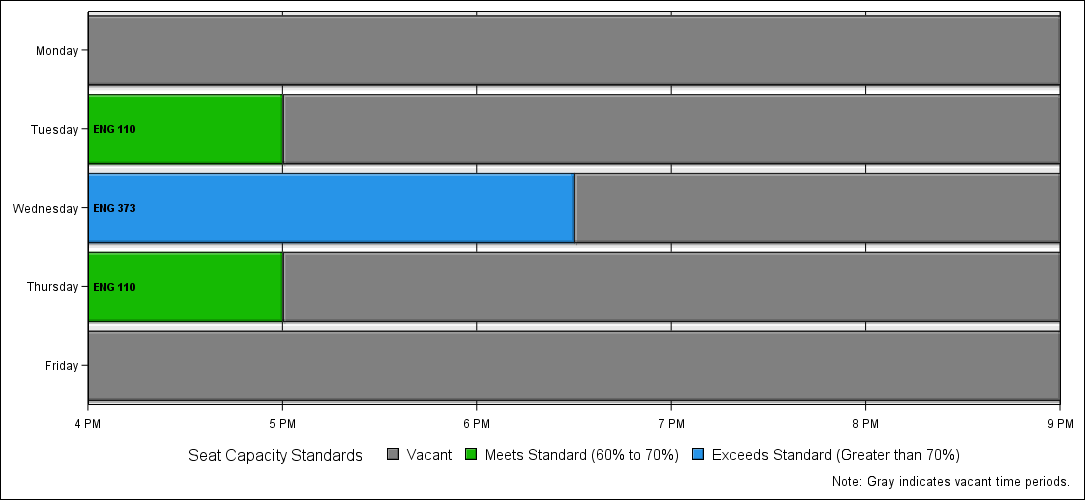 Monday
Tuesday
ENG 110
Wednesday
ENG 373
Thursday
ENG 110
Friday
4 PM 5 PM 6 PM 7 PM 8 PM 9 PM
Seat Capacity Standards Vacant Meets Standard (60% to 70%) Exceeds Standard (Greater than 70%)
Note: Gray indicates vacant time periods.